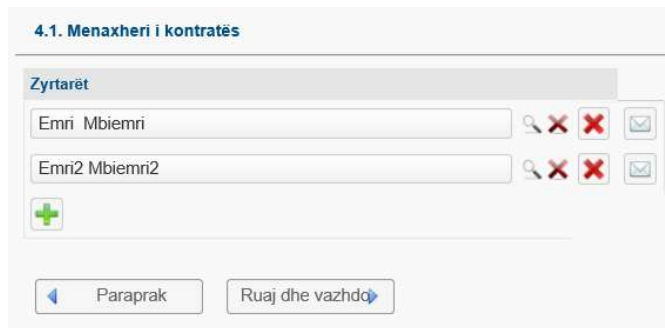 4.1. Menaxheri i kontratës
Zyrtarët
Emri Mbiemri
Emri2 Mbiemri2
Paraprak
Ruaj dhe vazhdo